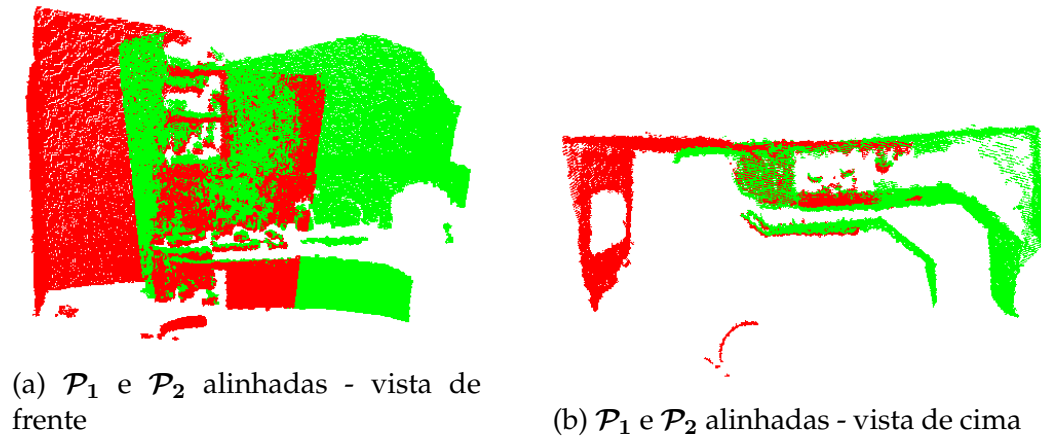 (a) 𝓟₁ e 𝓟₂ alinhadas - vista de
frente
(b) 𝓟₁ e 𝓟₂ alinhadas - vista de cima